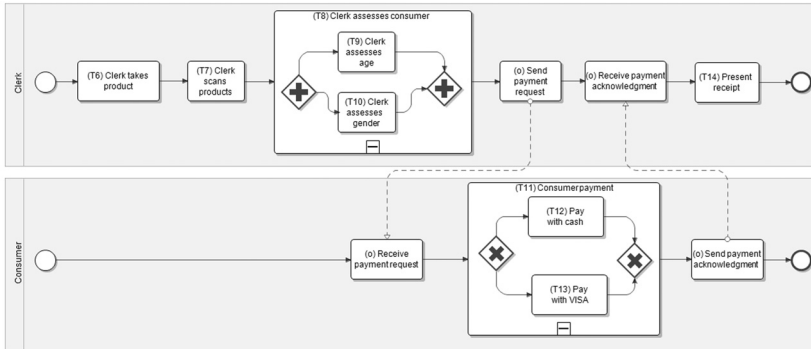 Clerk
(T6) Clerk takes
product
(T7) Clerk
scans
products
(T8) Clerk assesses consumer
(T9) Clerk
assesses
age
(T10) Clerk
assesses
gender
(o) Send
payment
request
(o) Receive payment
acknowledgment
(T14) Present
receipt
Consumer
(o) Receive
payment request
(T11) Consumer payment
(T12) Pay
with cash
(T13) Pay
with VISA
(o) Send payment
acknowledgment